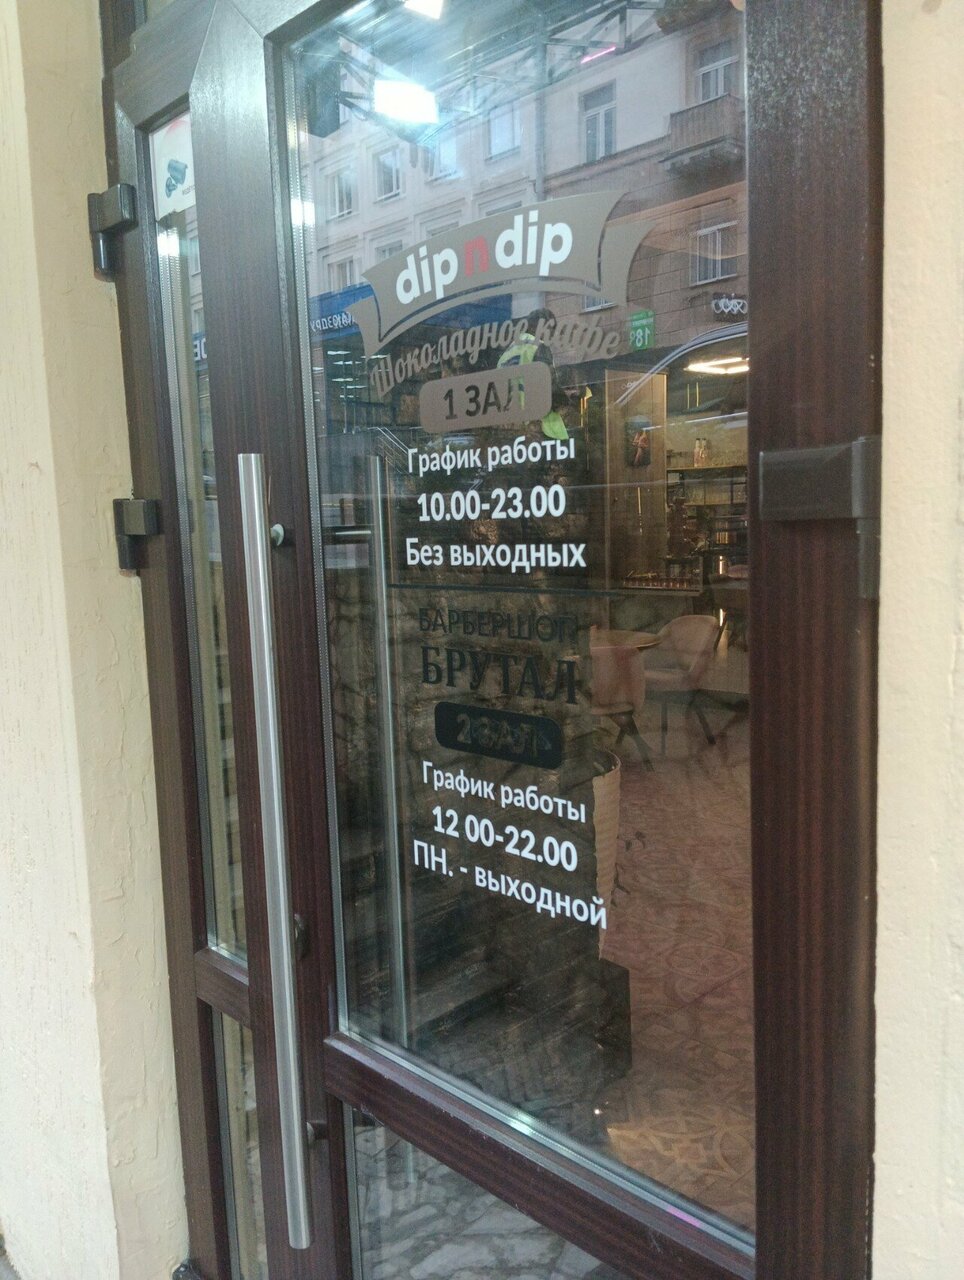 dip n dip
Шоколадное кафе
1 ЗАЛ
График работы
10.00-23.00
Без выходных
БАРБЕРШОП
БРУТАЛ
2 ЗАЛ
График работы
12 00-22.00
ПН. - выходной